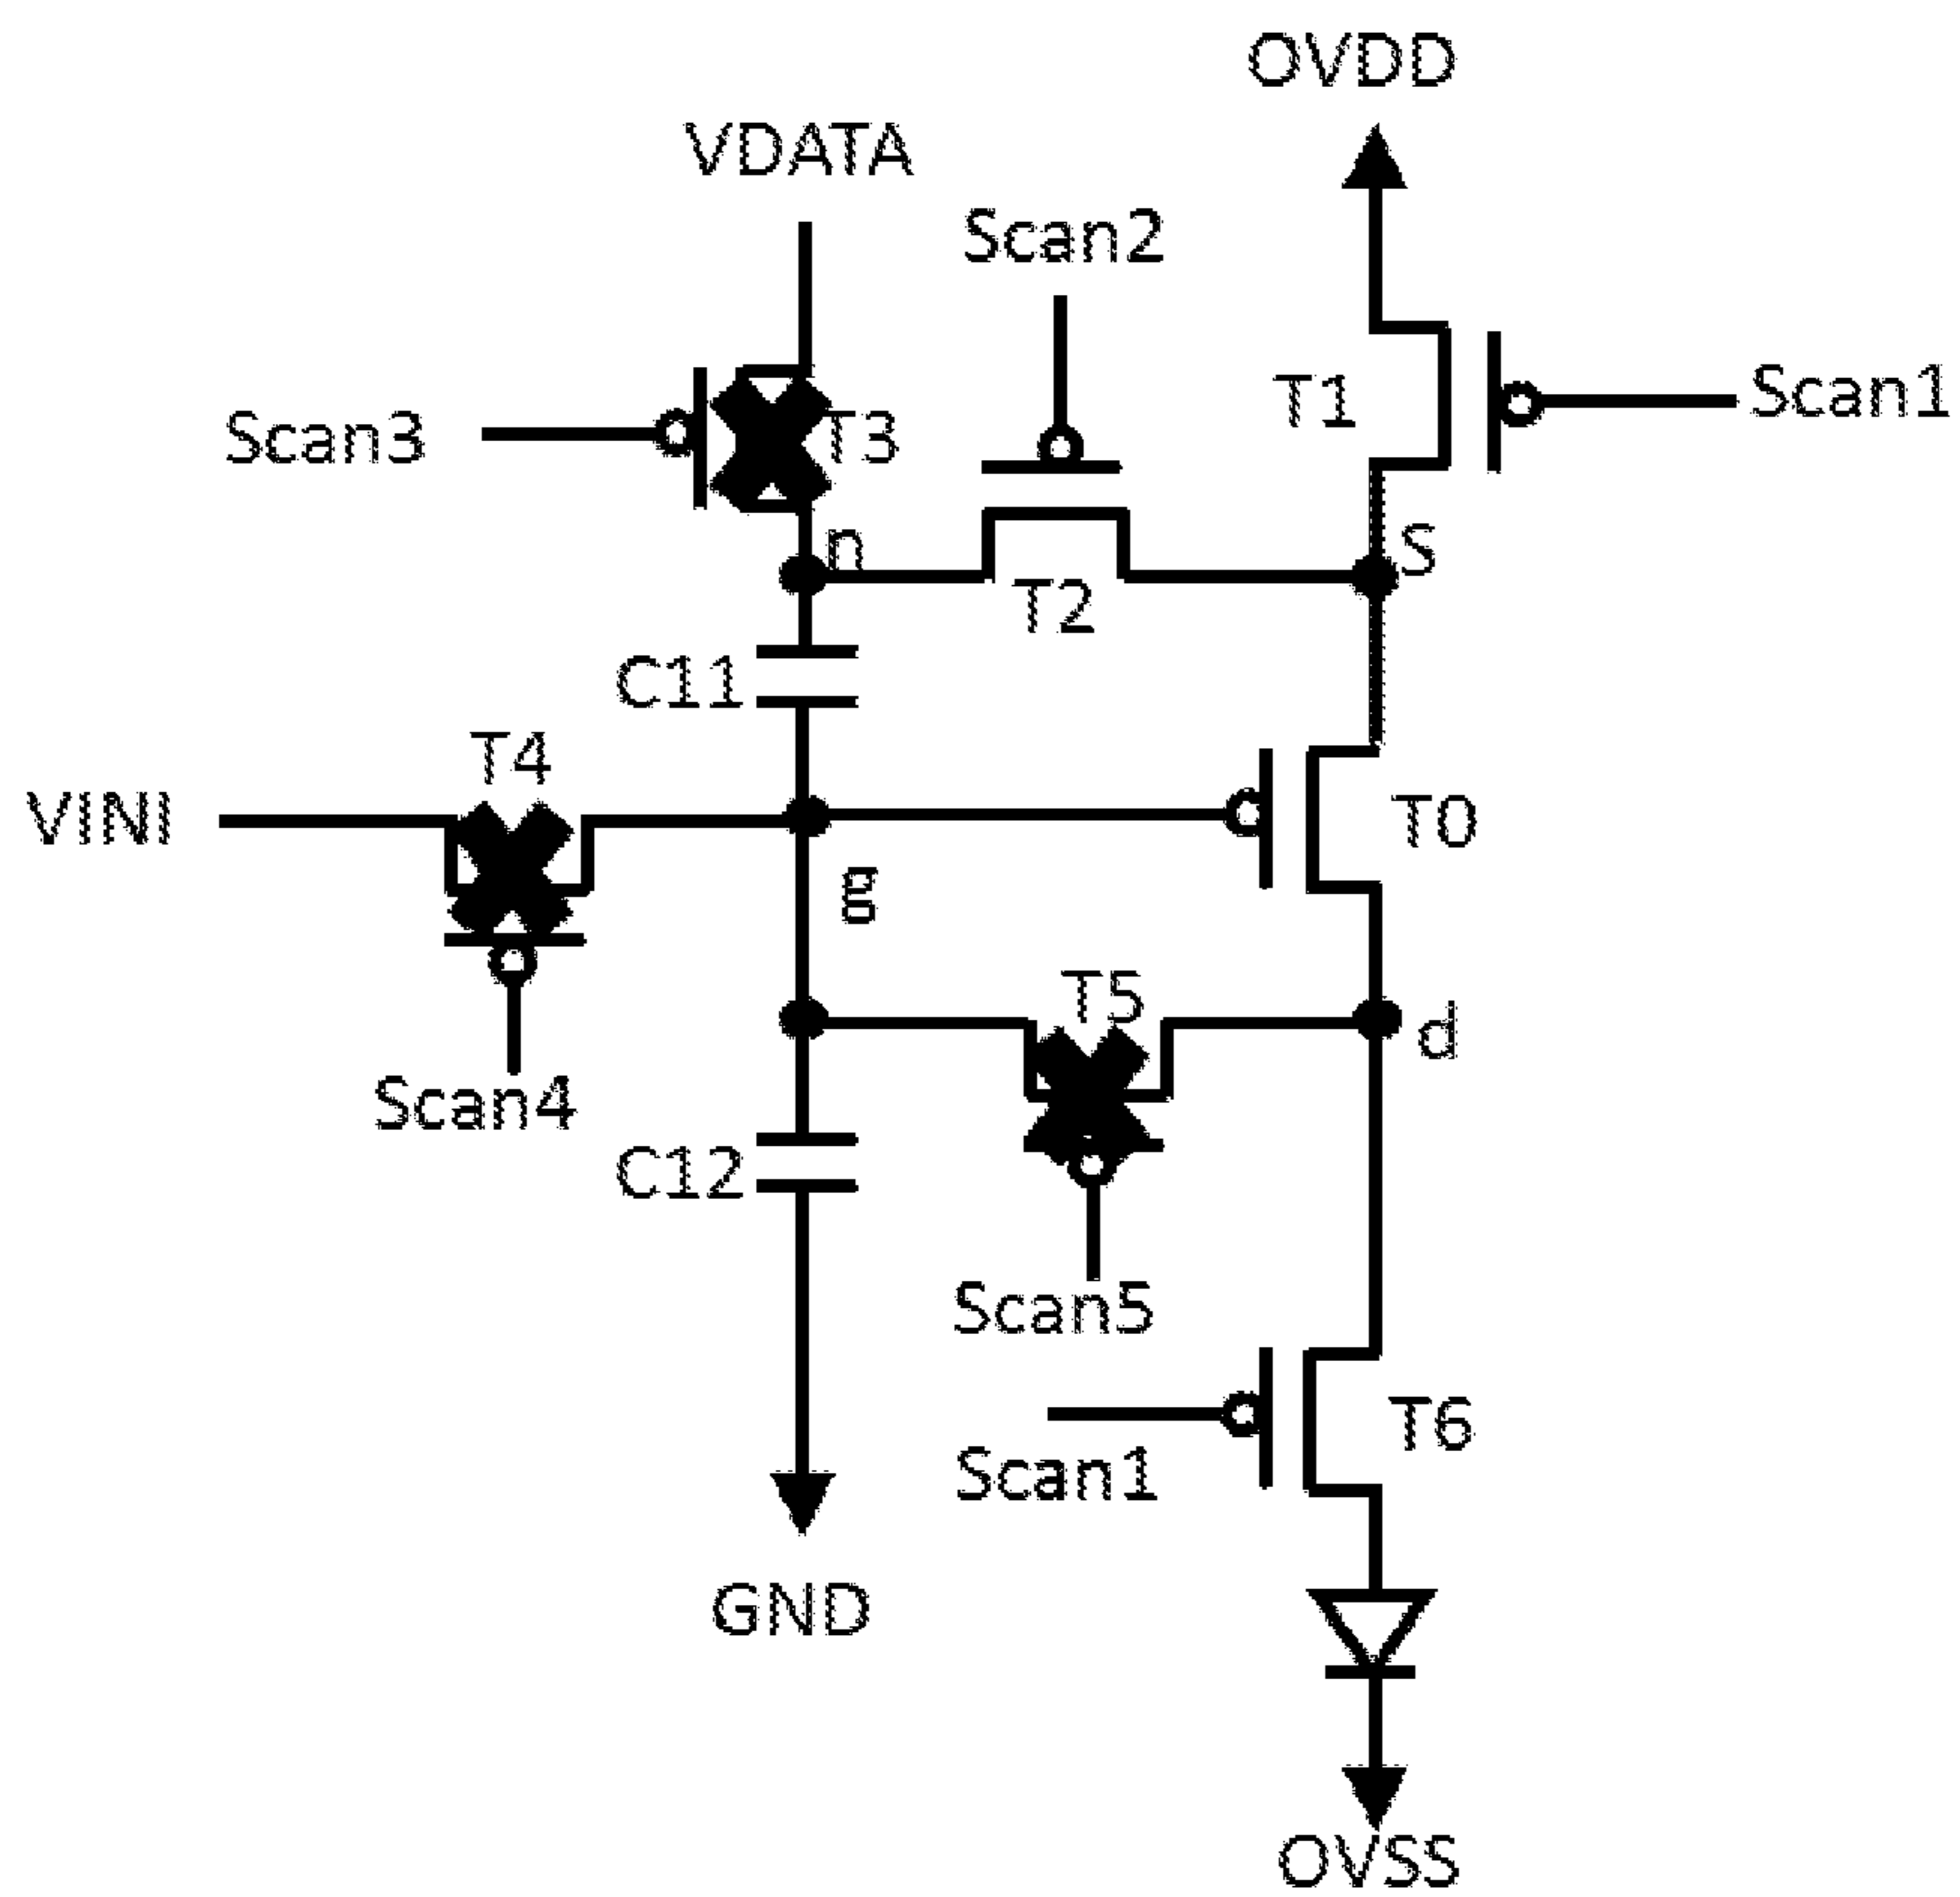 OVDD
VDATA
Scan2
T1
Scan1
Scan3
T3
n
S
T2
C11
T4
VINI
T0
g
T5
d
Scan4
C12
Scan5
T6
Scan1
GND
OVSS